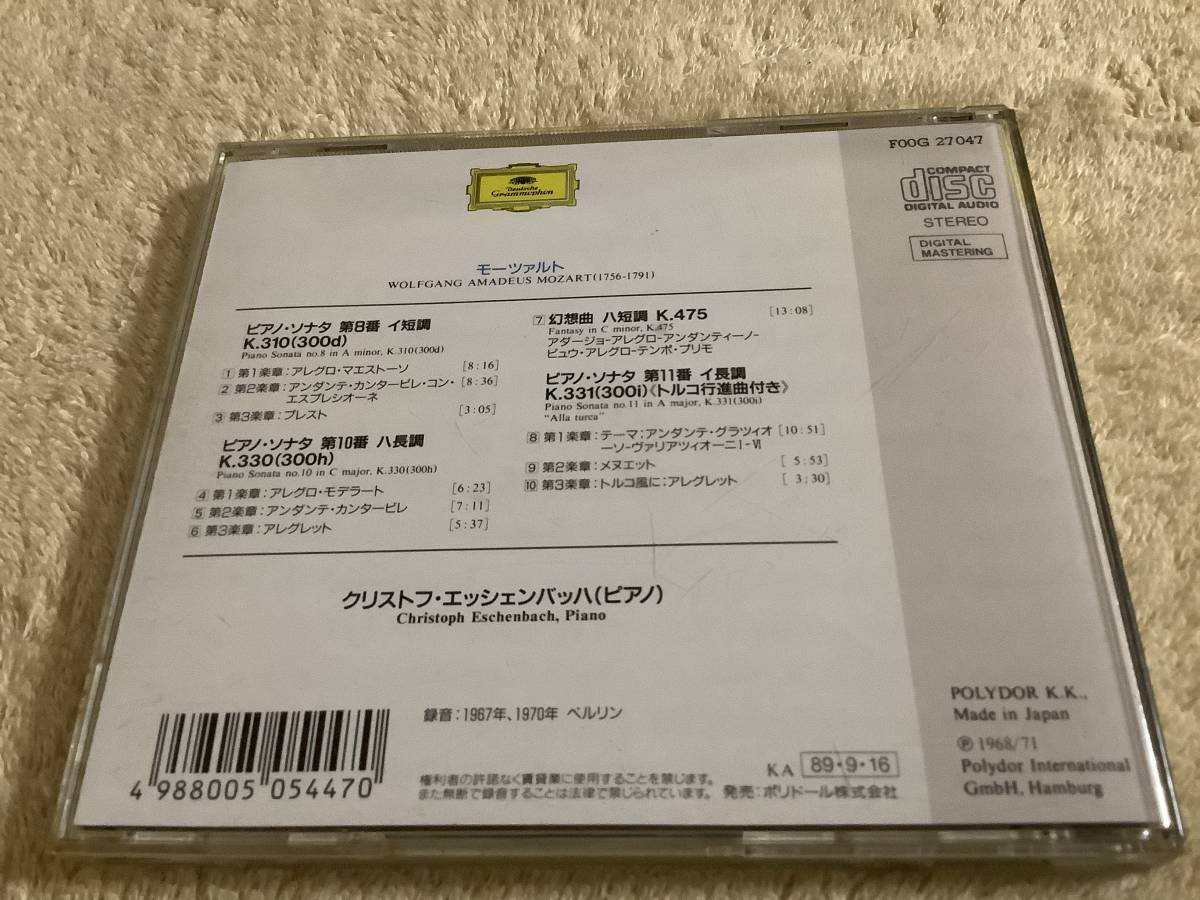 FOOG 27047
COMPACT
disc
DIGITAL AUDIO
STEREO
DIGITAL
MASTERING
Deutsche
Grammophon
モーツァルト
WOLFGANG AMADEUS MOZART(1756-1791)
ピアノ・ソナタ 第8番 イ短調
K.310(300d)
Piano Sonata no.8 in A minor, K.310(300d)
1 第1楽章:アレグロ・マエストーソ [8:16]
2 第2楽章:アンダンテ・カンタービレ・コン・ [8:36]
エスプレシオーネ
3 第3楽章:プレスト [3:05]
ピアノ・ソナタ 第10番 ハ長調
K.330(300h)
Piano Sonata no.10 in C major, K.330(300h)
4 第1楽章:アレグロ・モデラート [6:23]
5 第2楽章:アンダンテ・カンタービレ [7:11]
6 第3楽章:アレグレット [5:37]
7 幻想曲 ハ短調 K.475 [13:08]
Fantasy in C minor, K.475
アダージョ-アレグロ-アンダンティーノ-
ピュウ・アレグロ-テンポ・プリモ
ピアノ・ソナタ 第11番 イ長調
K.331(300i)《トルコ行進曲付き》
Piano Sonata no.11 in A major, K.331(300i)
"Alla turca"
8 第1楽章:テーマ:アンダンテ・グラツィオ [10:51]
ーソ-ヴァリアツィオーニI-VI
9 第2楽章:メヌエット [5:53]
10 第3楽章:トルコ風に:アレグレット [3:30]
クリストフ・エッシェンバッハ(ピアノ)
Christoph Eschenbach, Piano
録音:1967年、1970年 ベルリン
4 988005 054470
権利者の許諾なく賃貸業に使用することを禁じます。
また無断で録音することは法律で禁じられています。 発売:ポリドール株式会社
KA 89・9・16
POLYDOR K.K.,
Made in Japan
℗ 1968/71
Polydor International
GmbH, Hamburg